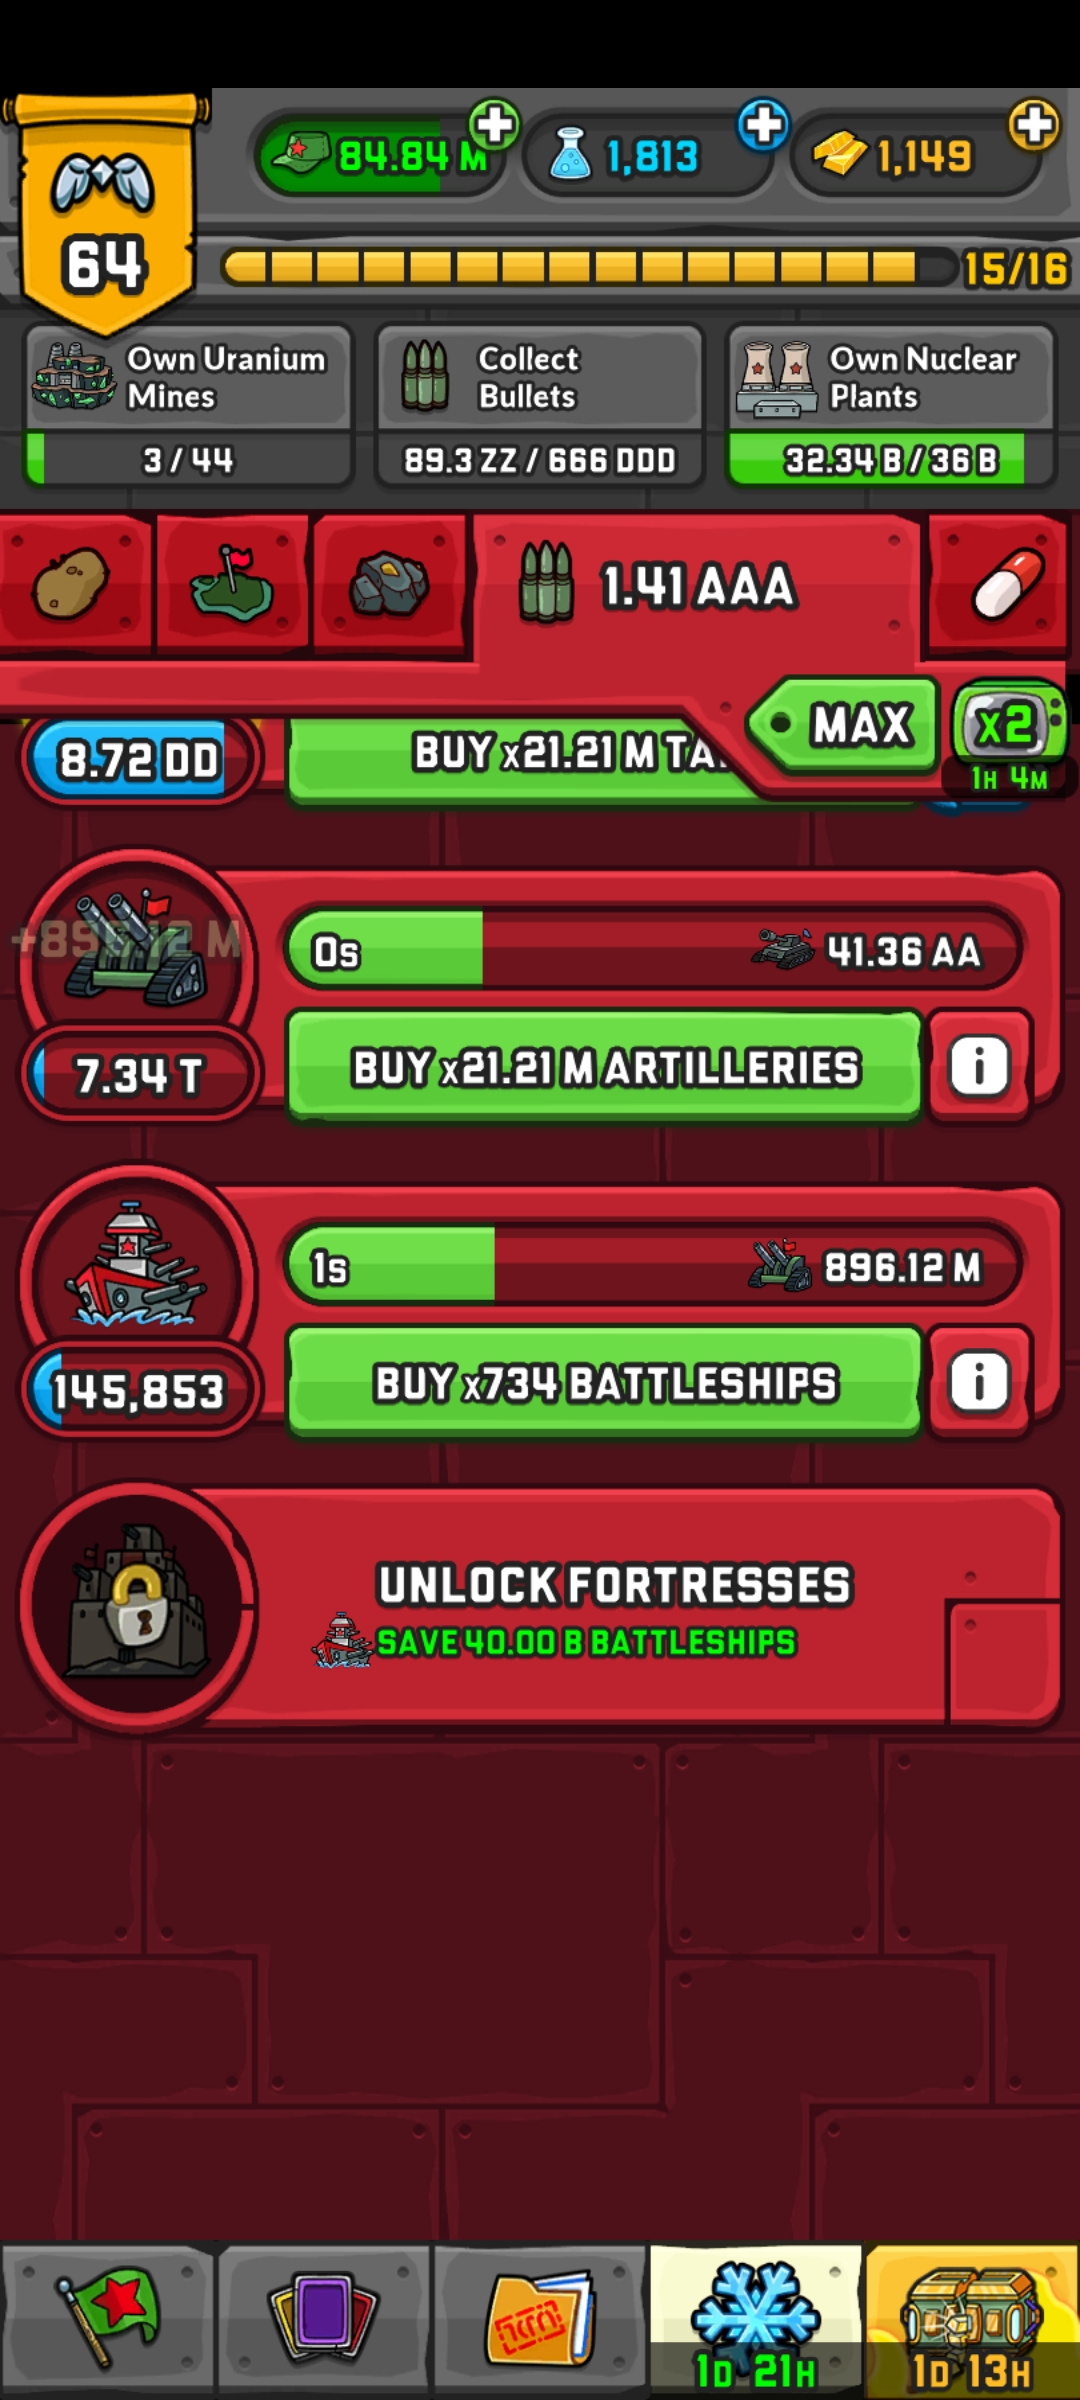 84.84 M
1,813
1,149
64
15/16
Own Uranium
Mines
3 / 44
Collect
Bullets
89.3 ZZ / 666 DDD
Own Nuclear
Plants
32.34 B / 36 B
1.41 AAA
MAX
x2
1H 4M
8.72 DD
BUY x21.21 M TA
+896.12 M
0s
41.36 AA
7.34 T
BUY x21.21 M ARTILLERIES
i
1s
896.12 M
145,853
BUY x734 BATTLESHIPS
i
UNLOCK FORTRESSES
SAVE 40.00 B BATTLESHIPS
1D 21H
1D 13H